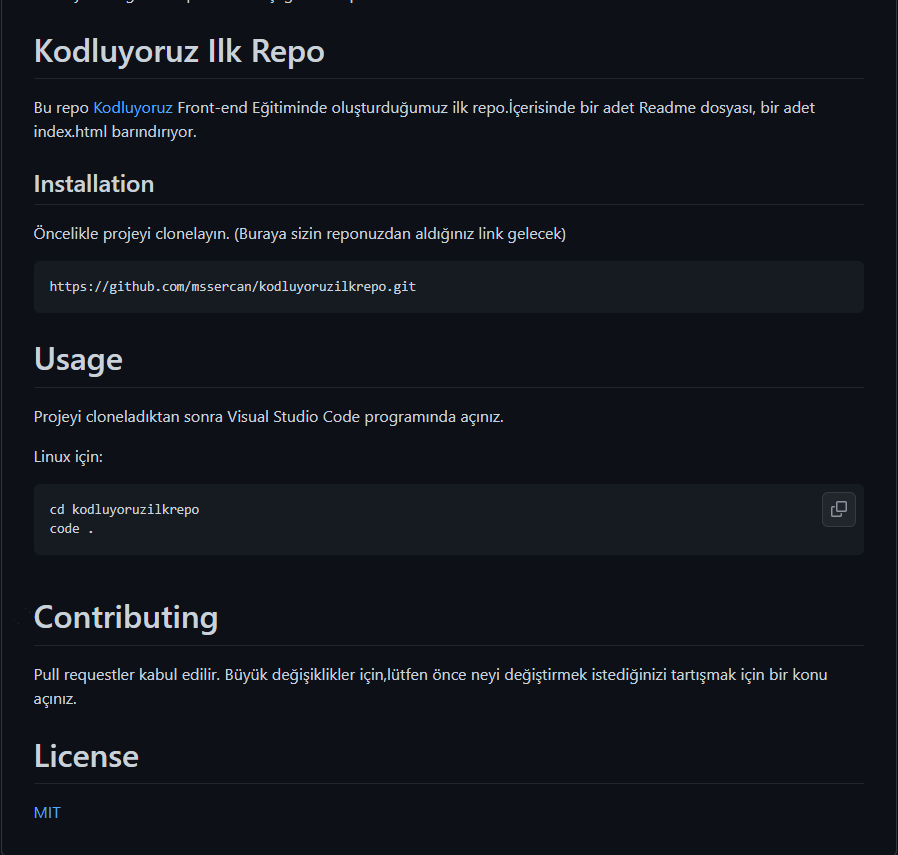 Kodluyoruz Ilk Repo
Bu repo Kodluyoruz Front-end Eğitiminde oluşturduğumuz ilk repo.İçerisinde bir adet Readme dosyası, bir adet
index.html barındırıyor.
Installation
Öncelikle projeyi clonelayın. (Buraya sizin reponuzdan aldığınız link gelecek)
https://github.com/mssercan/kodluyoruzilkrepo.git
Usage
Projeyi cloneladıktan sonra Visual Studio Code programında açınız.
Linux için:
cd kodluyoruzilkrepo
code .
Contributing
Pull requestler kabul edilir. Büyük değişiklikler için,lütfen önce neyi değiştirmek istediğinizi tartışmak için bir konu
açınız.
License
MIT